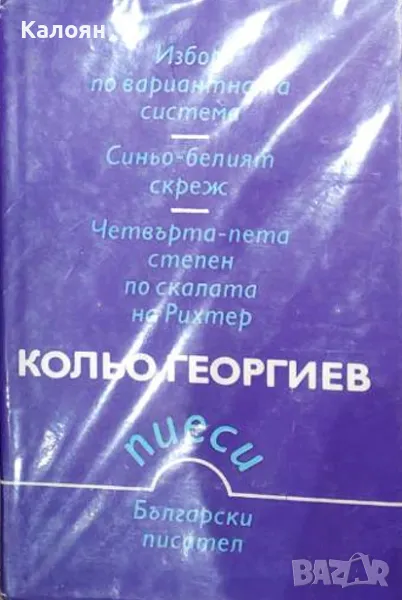 Калоян
Избор
по вариантната
система
Синьо-белият
скреж
Четвърта-пета
степен
по скалата
на Рихтер
КОЛЬО ГЕОРГИЕВ
пиеси
Български
писател
BAZAR